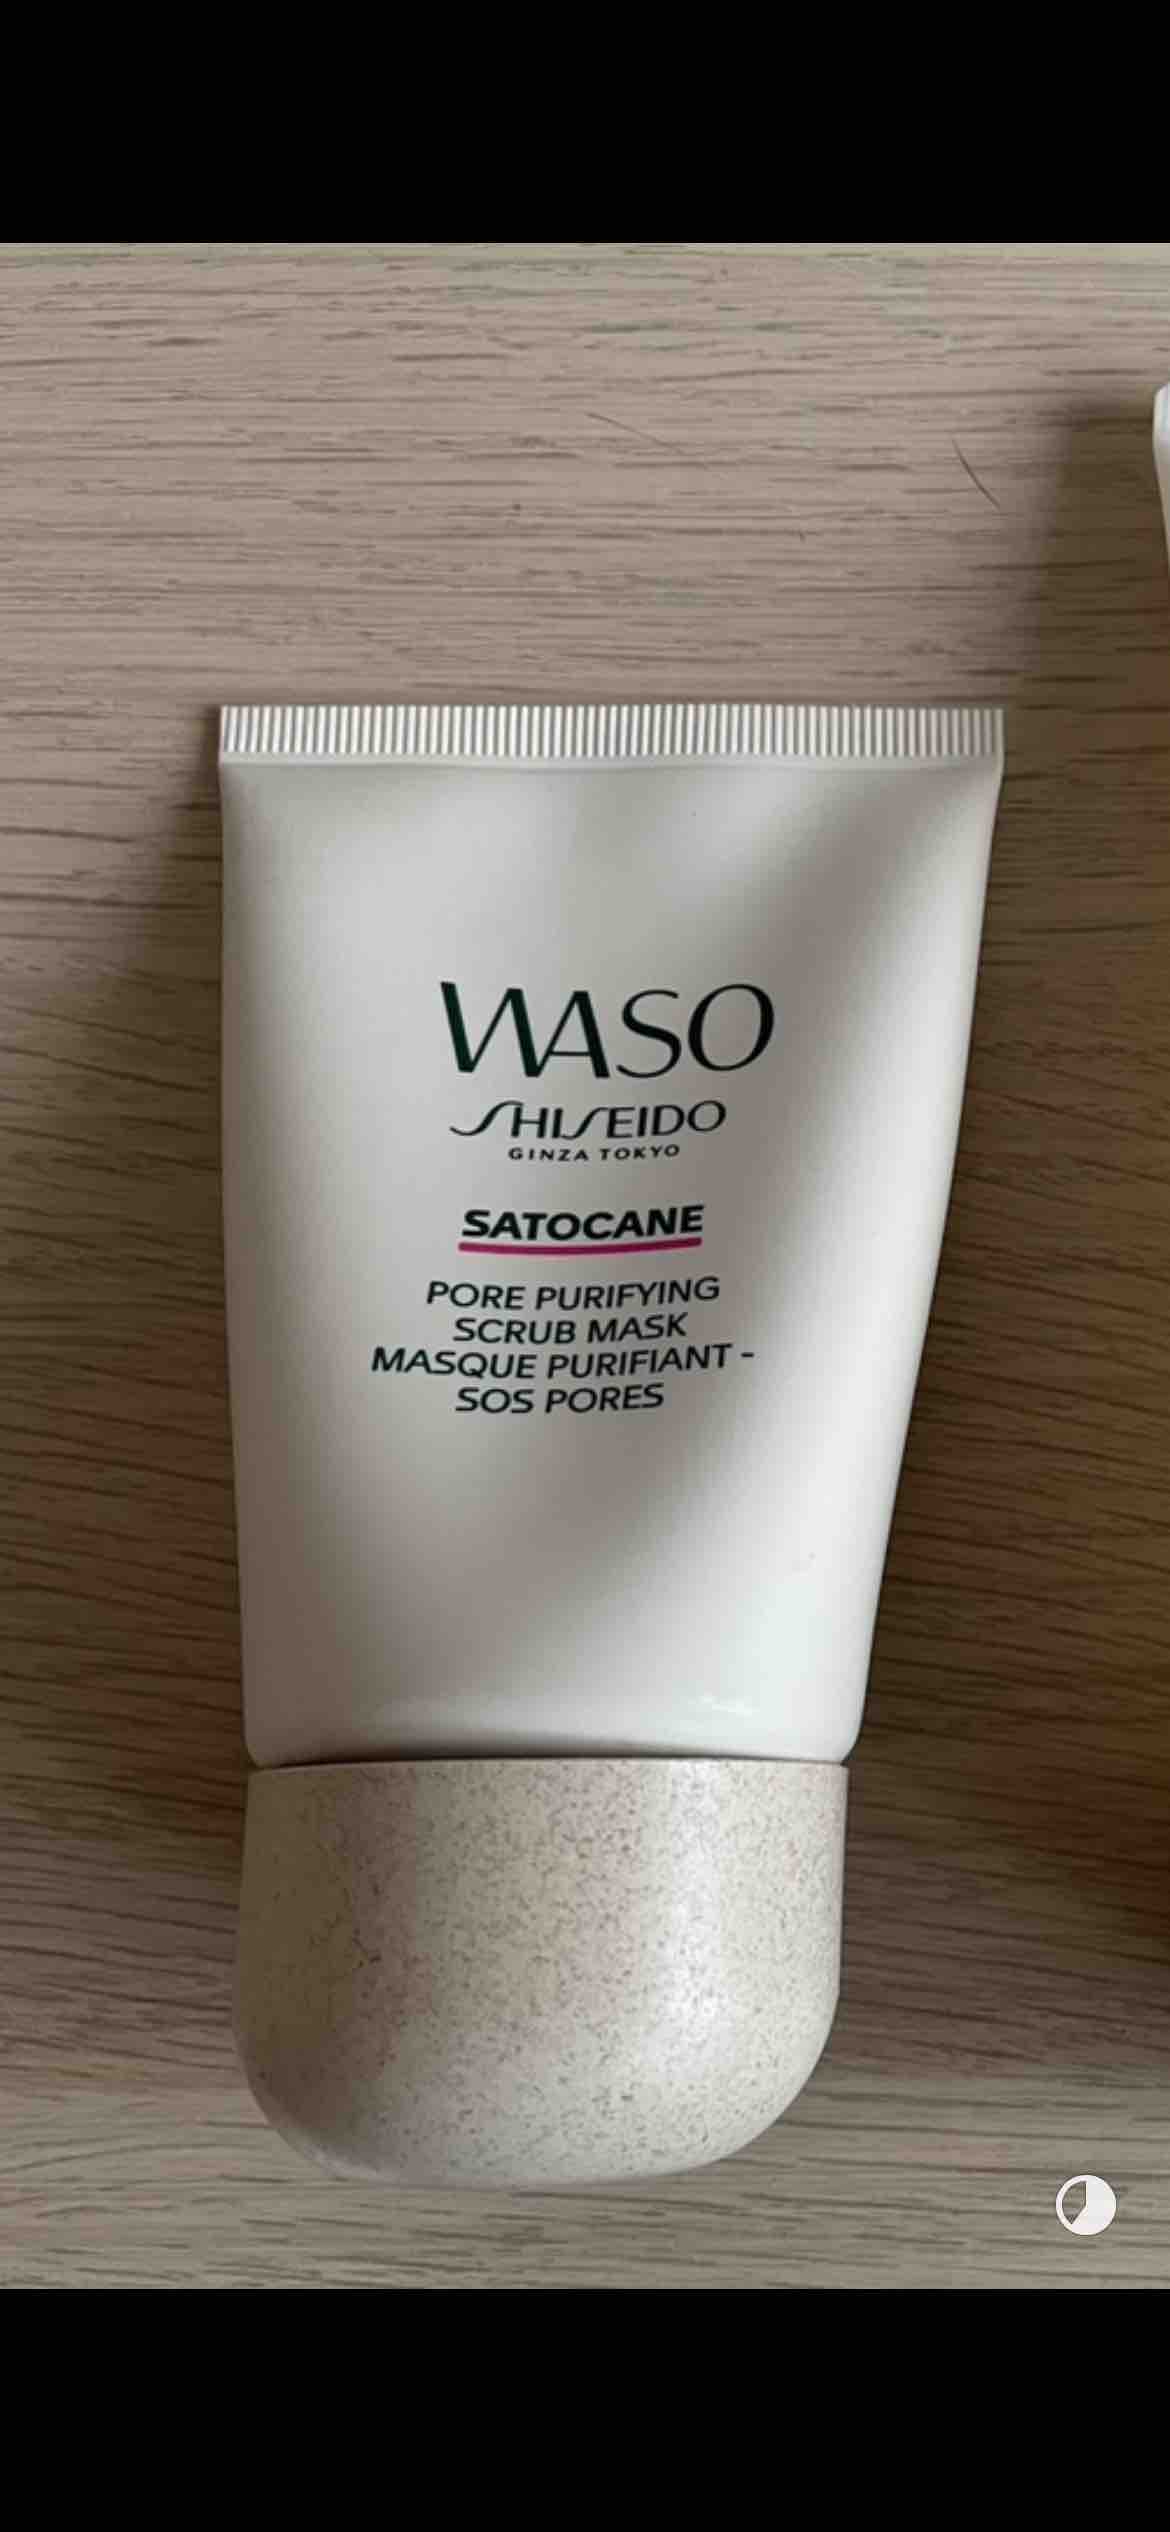 WASO
SHISEIDO
GINZA TOKYO
SATOCANE
PORE PURIFYING
SCRUB MASK
MASQUE PURIFIANT -
SOS PORES